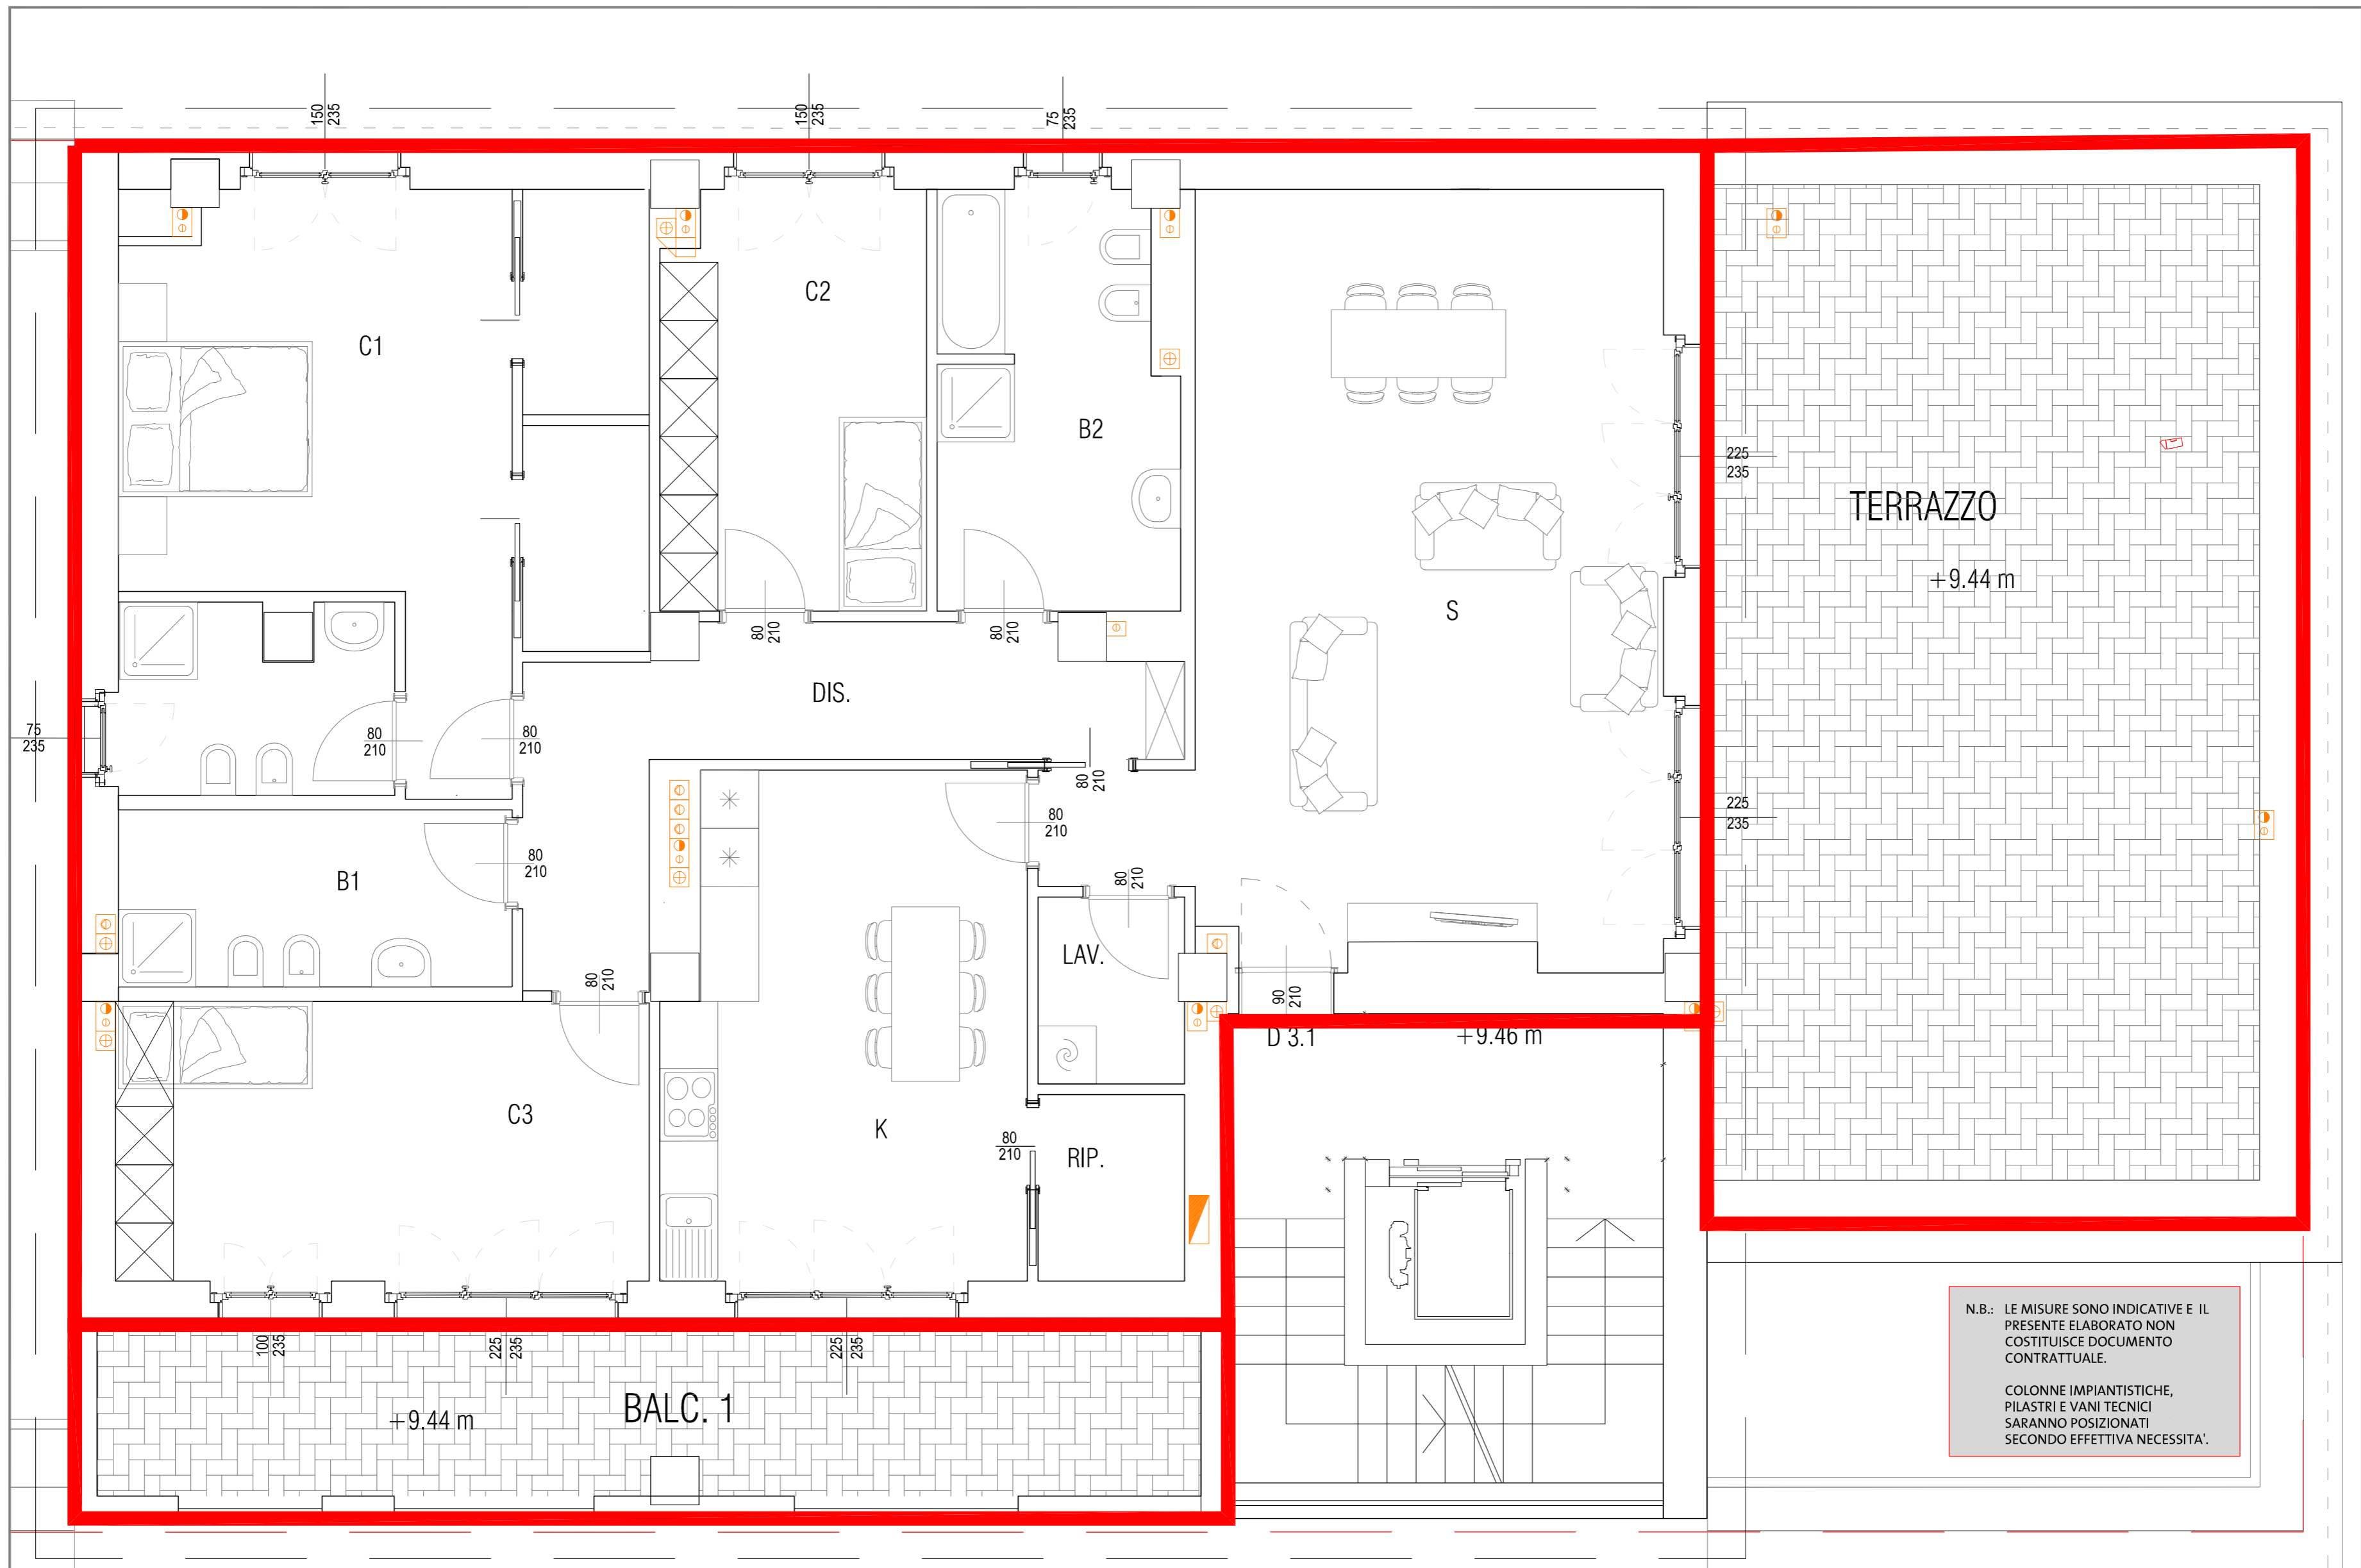 150
235
150
235
75
235
C1
C2
B2
S
225
235
TERRAZZO
+9.44 m
80
210
80
210
DIS.
75
235
80
210
80
210
80
210
80
210
225
235
80
210
B1
80
210
LAV.
80
210
90
210
D 3.1
+9.46 m
C3
K
80
210
RIP.
100
235
225
235
225
235
BALC. 1
+9.44 m
N.B.: LE MISURE SONO INDICATIVE E IL
PRESENTE ELABORATO NON
COSTITUISCE DOCUMENTO
CONTRATTUALE.
COLONNE IMPIANTISTICHE,
PILASTRI E VANI TECNICI
SARANNO POSIZIONATI
SECONDO EFFETTIVA NECESSITA'.